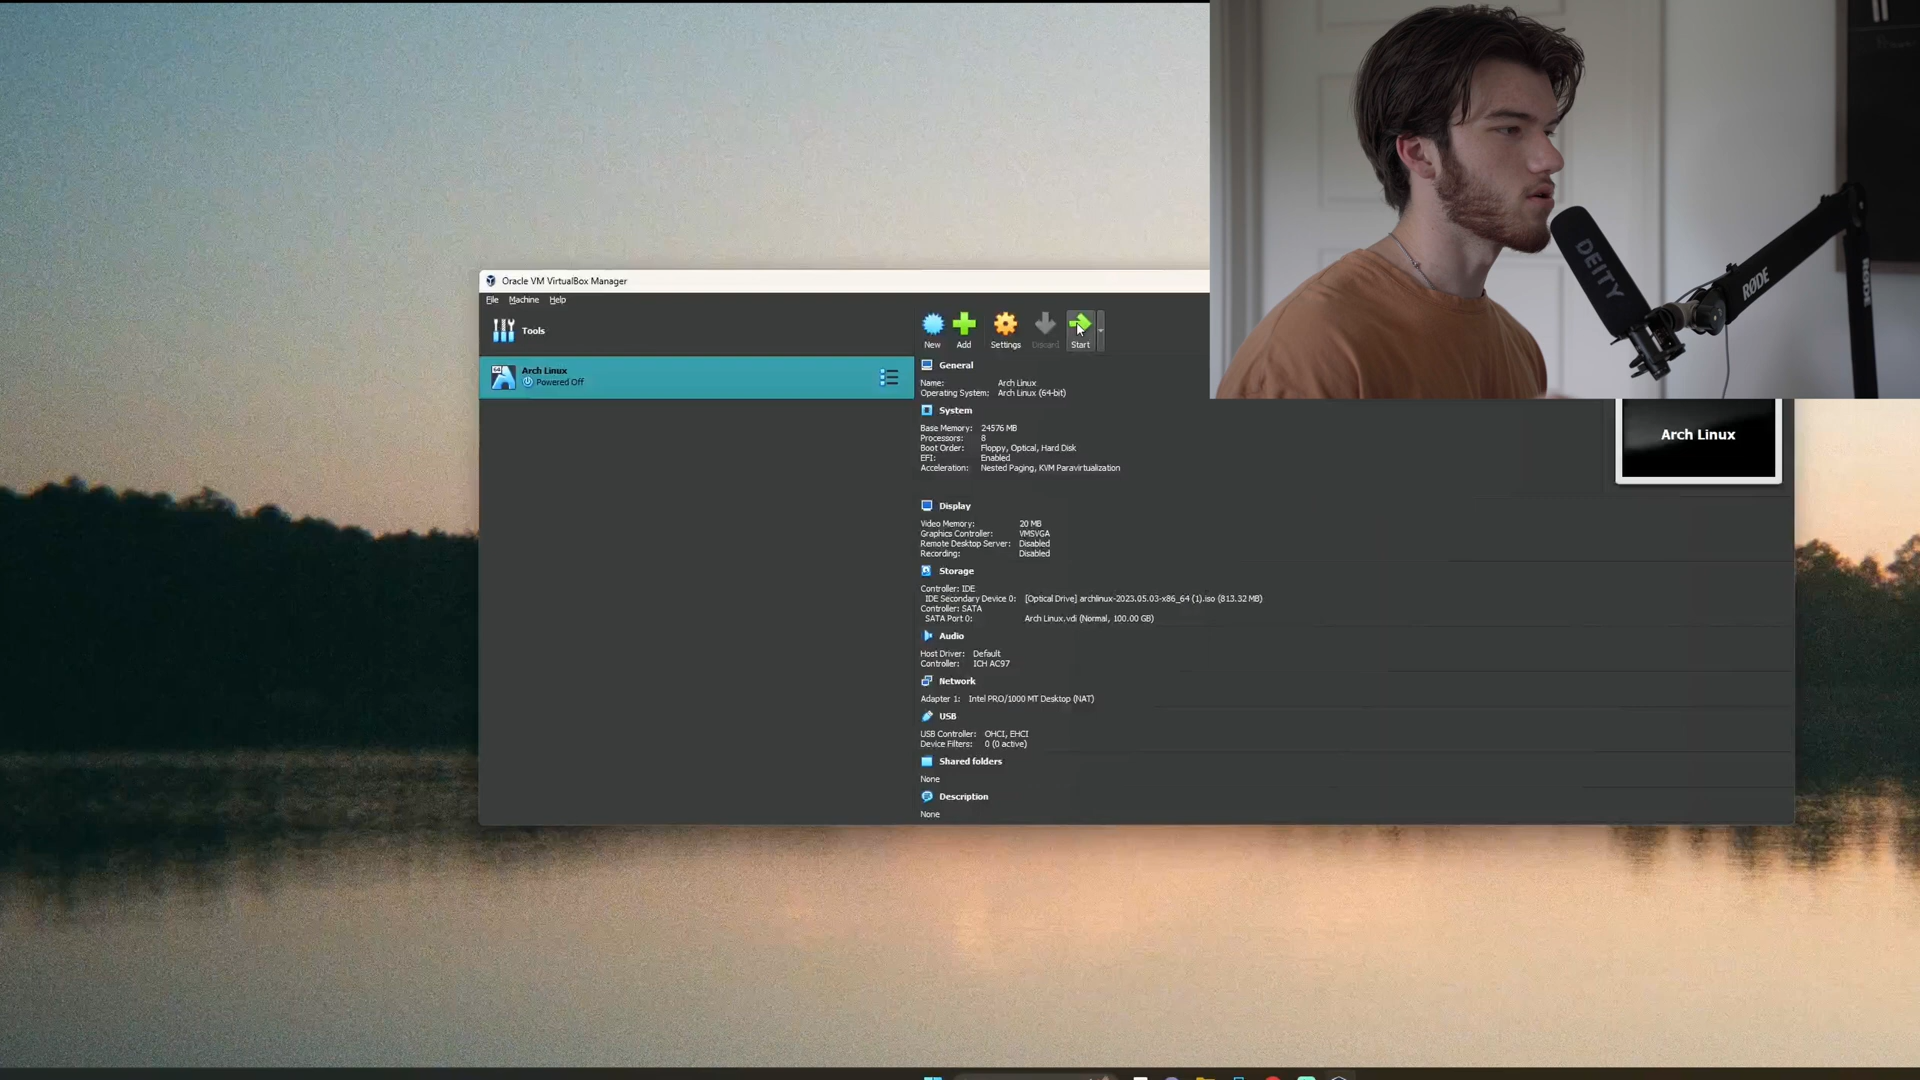 Oracle VM VirtualBox Manager
File Machine Help
Tools
New Add Settings Discard Start
64
Arch Linux
Powered Off
General
Name: Arch Linux
Operating System: Arch Linux (64-bit)
System
Base Memory: 24576 MB
Processors: 8
Boot Order: Floppy, Optical, Hard Disk
EFI: Enabled
Acceleration: Nested Paging, KVM Paravirtualization
Display
Video Memory: 20 MB
Graphics Controller: VMSVGA
Remote Desktop Server: Disabled
Recording: Disabled
Storage
Controller: IDE
IDE Secondary Device 0: [Optical Drive] archlinux-2023.05.03-x86_64 (1).iso (813.32 MB)
Controller: SATA
SATA Port 0: Arch Linux.vdi (Normal, 100.00 GB)
Audio
Host Driver: Default
Controller: ICH AC97
Network
Adapter 1: Intel PRO/1000 MT Desktop (NAT)
USB
USB Controller: OHCI, EHCI
Device Filters: 0 (0 active)
Shared folders
None
Description
None
Arch Linux
DEITY
RØDE
RØDE